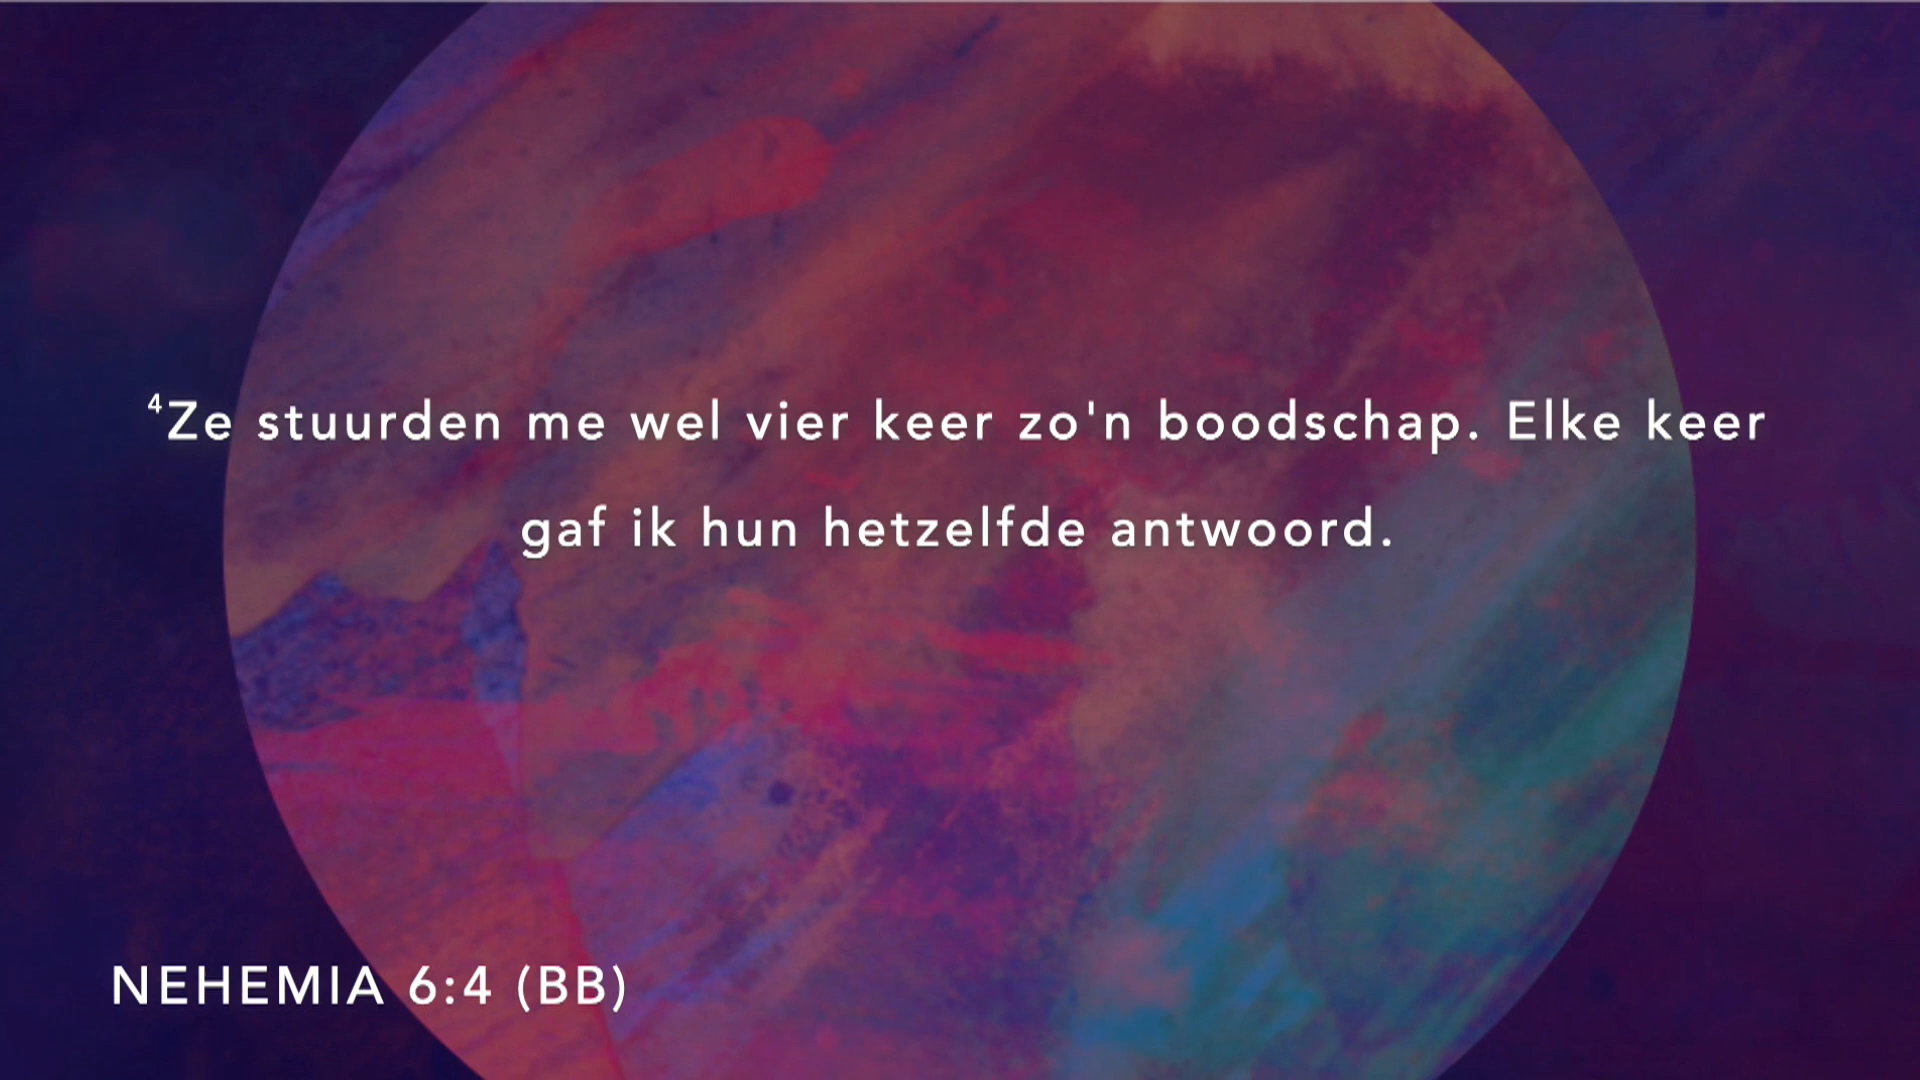 ⁴Ze stuurden me wel vier keer zo'n boodschap. Elke keer
gaf ik hun hetzelfde antwoord.
NEHEMIA 6:4 (BB)